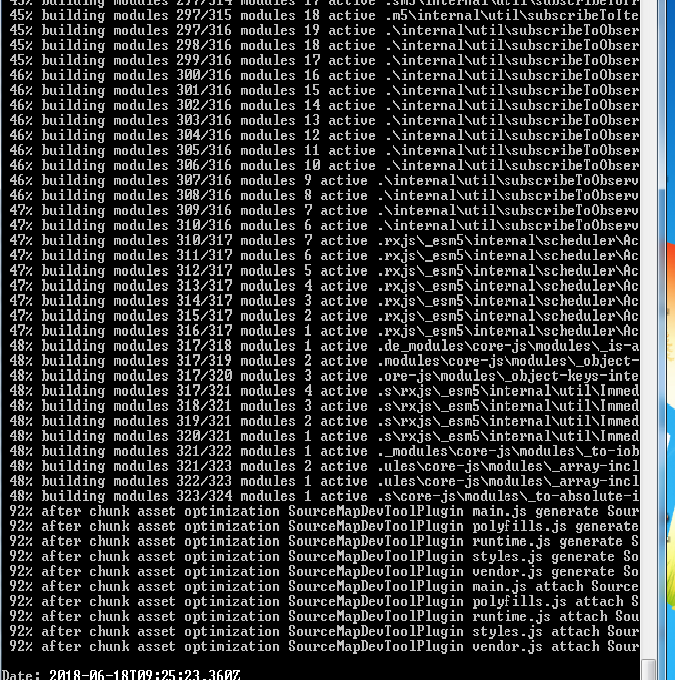 45% building modules 297/314 modules 17 active .sm5\internal\util\subscribeToIte
45% building modules 297/315 modules 18 active .m5\internal\util\subscribeToIte
45% building modules 297/316 modules 19 active .\internal\util\subscribeToObser
45% building modules 298/316 modules 18 active .\internal\util\subscribeToObser
45% building modules 299/316 modules 17 active .\internal\util\subscribeToObser
46% building modules 300/316 modules 16 active .\internal\util\subscribeToObser
46% building modules 301/316 modules 15 active .\internal\util\subscribeToObser
46% building modules 302/316 modules 14 active .\internal\util\subscribeToObser
46% building modules 303/316 modules 13 active .\internal\util\subscribeToObser
46% building modules 304/316 modules 12 active .\internal\util\subscribeToObser
46% building modules 305/316 modules 11 active .\internal\util\subscribeToObser
46% building modules 306/316 modules 10 active .\internal\util\subscribeToObser
46% building modules 307/316 modules 9 active .\internal\util\subscribeToObserv
46% building modules 308/316 modules 8 active .\internal\util\subscribeToObserv
47% building modules 309/316 modules 7 active .\internal\util\subscribeToObserv
47% building modules 310/316 modules 6 active .\internal\util\subscribeToObserv
47% building modules 310/317 modules 7 active .rxjs\_esm5\internal\scheduler\Ac
47% building modules 311/317 modules 6 active .rxjs\_esm5\internal\scheduler\Ac
47% building modules 312/317 modules 5 active .rxjs\_esm5\internal\scheduler\Ac
47% building modules 313/317 modules 4 active .rxjs\_esm5\internal\scheduler\Ac
47% building modules 314/317 modules 3 active .rxjs\_esm5\internal\scheduler\Ac
47% building modules 315/317 modules 2 active .rxjs\_esm5\internal\scheduler\Ac
47% building modules 316/317 modules 1 active .rxjs\_esm5\internal\scheduler\Ac
48% building modules 317/318 modules 1 active .de_modules\core-js\modules\_is-a
48% building modules 317/319 modules 2 active .modules\core-js\modules\_object-
48% building modules 317/320 modules 3 active .ore-js\modules\_object-keys-inte
48% building modules 317/321 modules 4 active .s\rxjs\_esm5\internal\util\Immed
48% building modules 318/321 modules 3 active .s\rxjs\_esm5\internal\util\Immed
48% building modules 319/321 modules 2 active .s\rxjs\_esm5\internal\util\Immed
48% building modules 320/321 modules 1 active .s\rxjs\_esm5\internal\util\Immed
48% building modules 321/322 modules 1 active ._modules\core-js\modules\_to-iob
48% building modules 321/323 modules 2 active .ules\core-js\modules\_array-incl
48% building modules 322/323 modules 1 active .ules\core-js\modules\_array-incl
48% building modules 323/324 modules 1 active .s\core-js\modules\_to-absolute-i
92% after chunk asset optimization SourceMapDevToolPlugin main.js generate Sour
92% after chunk asset optimization SourceMapDevToolPlugin polyfills.js generate
92% after chunk asset optimization SourceMapDevToolPlugin runtime.js generate S
92% after chunk asset optimization SourceMapDevToolPlugin styles.js generate So
92% after chunk asset optimization SourceMapDevToolPlugin vendor.js generate So
92% after chunk asset optimization SourceMapDevToolPlugin main.js attach Source
92% after chunk asset optimization SourceMapDevToolPlugin polyfills.js attach S
92% after chunk asset optimization SourceMapDevToolPlugin runtime.js attach Sou
92% after chunk asset optimization SourceMapDevToolPlugin styles.js attach Sour
92% after chunk asset optimization SourceMapDevToolPlugin vendor.js attach Sour
Date: 2018-06-18T09:25:23.360Z